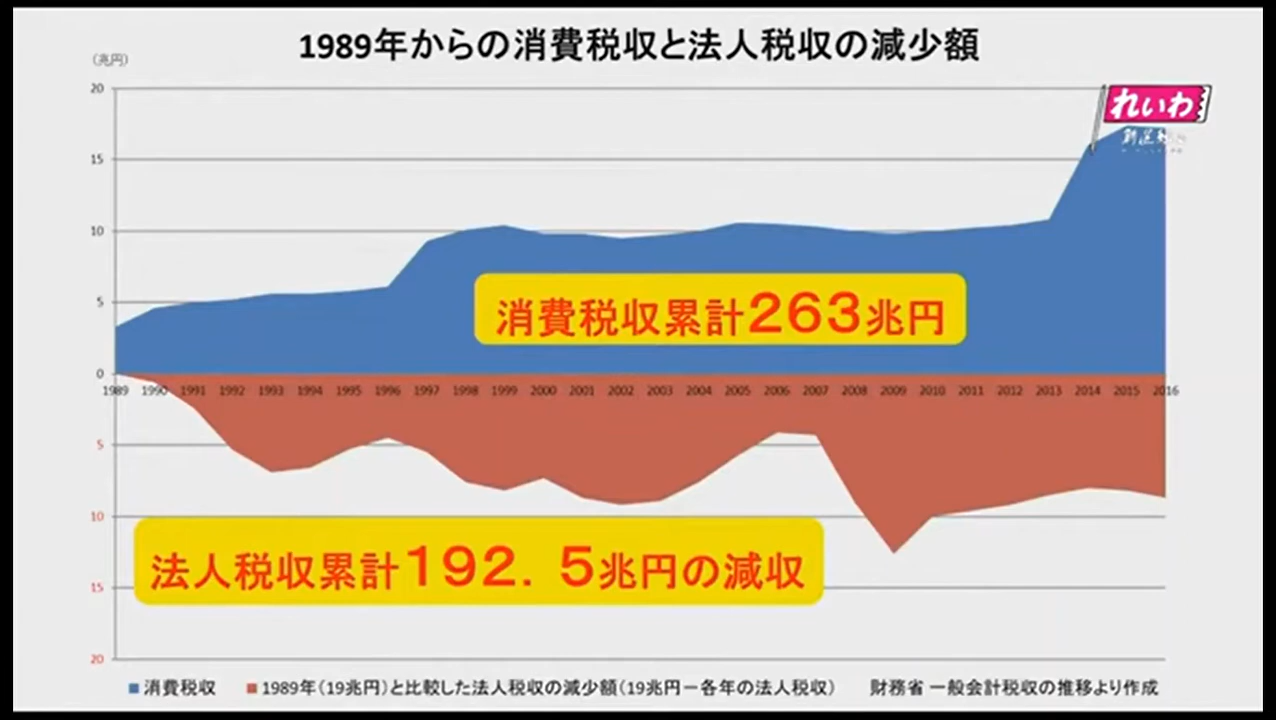 1989年からの消費税収と法人税収の減少額
(兆円)
れいわ
20
15
10
5
0
消費税収累計263兆円
1989 1990 1991 1992 1993 1994 1995 1996 1997 1998 1999 2000 2001 2002 2003 2004 2005 2006 2007 2008 2009 2010 2011 2012 2013 2014 2015 2016
5
10
15
20
法人税収累計192．5兆円の減収
消費税収 1989年(19兆円)と比較した法人税収の減少額(19兆円－各年の法人税収) 財務省 一般会計税収の推移より作成